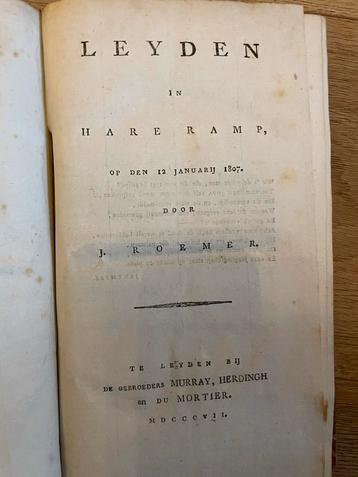 LEYDEN
IN
HARE RAMP,
OP DEN 12 JANUARIJ 1807.
DOOR
J. ROEMER.
TE LEYDEN BIJ
DE GEBROEDERS MURRAY, HERDINGH
en DU MORTIER.
MDCCCVII.